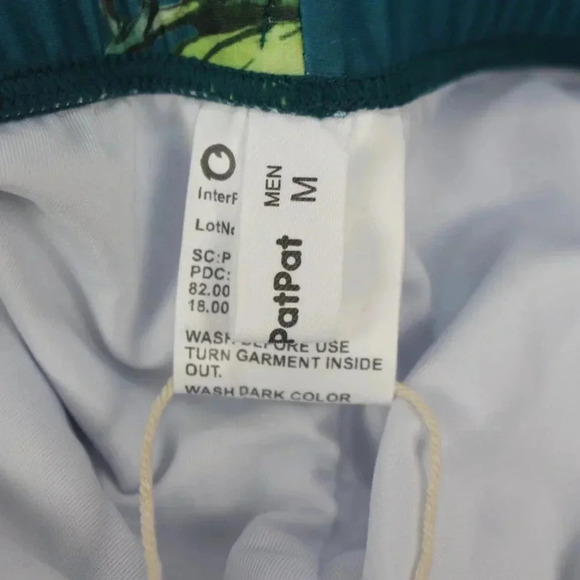 MEN
M
PatPat
InterF
LotNo
SC:P
PDC:
82.00
18.00
WASH BEFORE USE
TURN GARMENT INSIDE
OUT.
WASH DARK COLOR